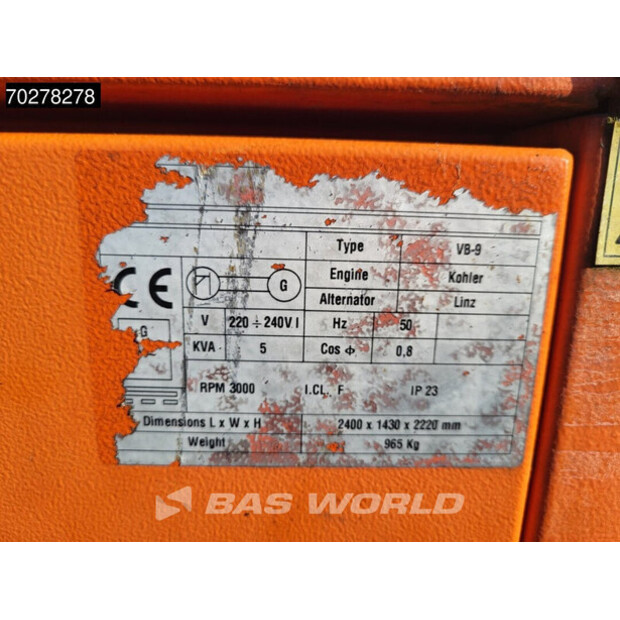 70278278
Type VB-9
Engine Kohler
G
Alternator Linz
CE
V 220 ÷ 240V I Hz 50
G
KVA 5 Cos Φ 0,8
RPM 3000 I.CL. F IP 23
Dimensions L x W x H 2400 x 1430 x 2220 mm
Weight 965 Kg
BAS WORLD